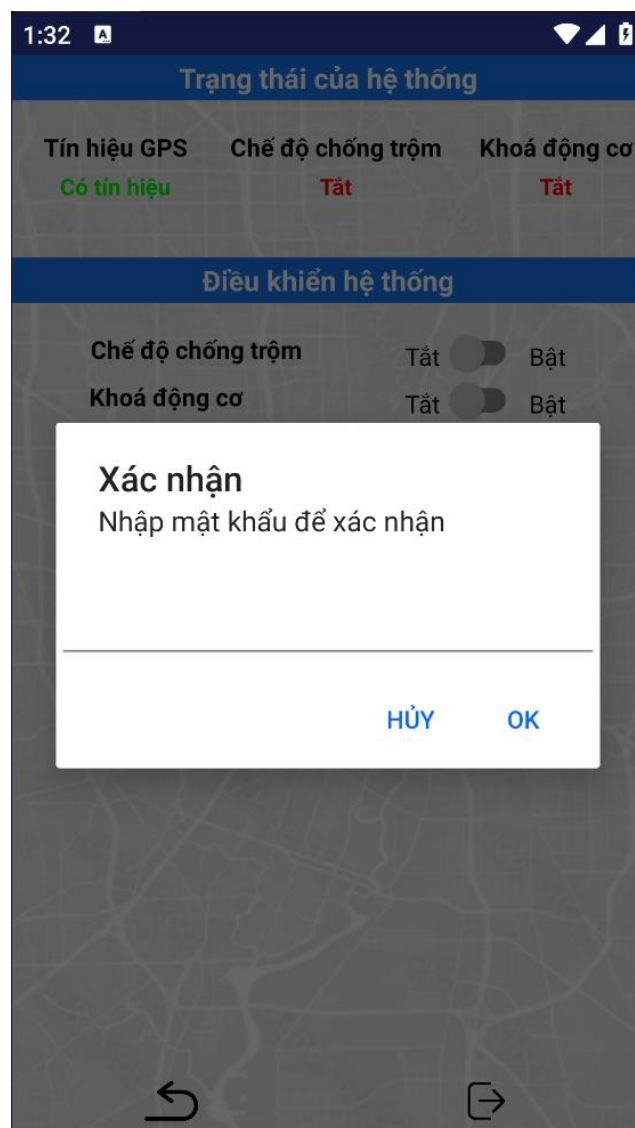 1:32
Trạng thái của hệ thống
Tín hiệu GPS Chế độ chống trộm Khoá động cơ
Có tín hiệu Tắt Tắt
Điều khiển hệ thống
Chế độ chống trộm Tắt Bật
Khoá động cơ Tắt Bật
Xác nhận
Nhập mật khẩu để xác nhận
HỦY OK